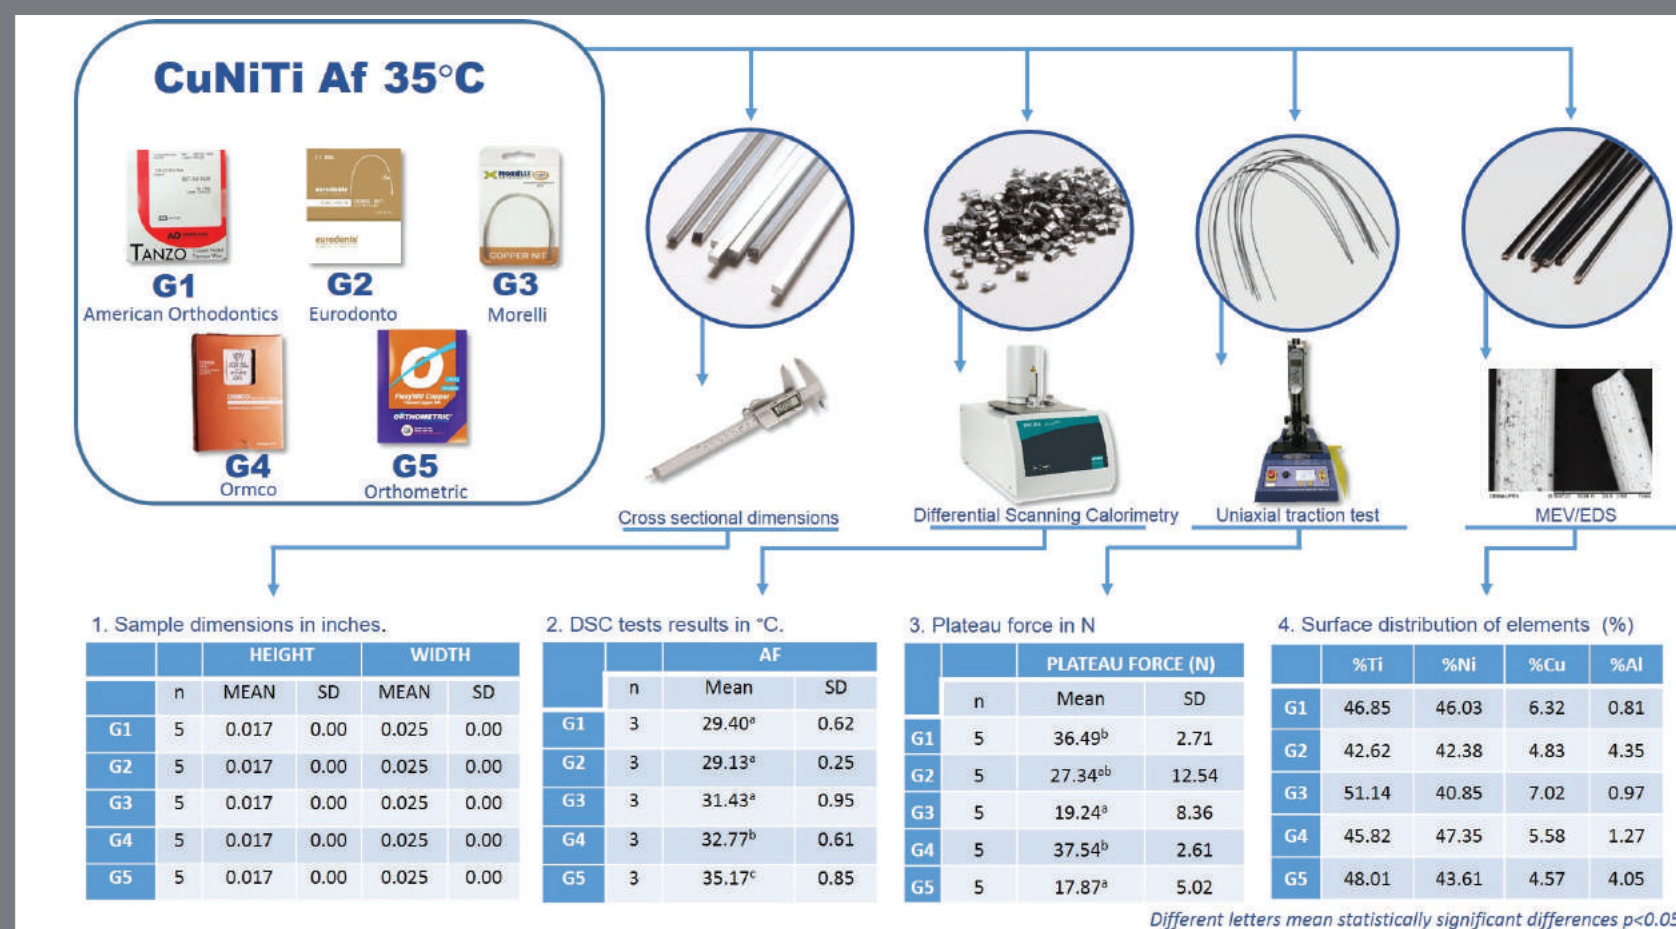 CuNiTi Af 35°C
TANZO
eurodonto
eurodonto
MORELLI
COPPER NITI
G1
G2
G3
American Orthodontics
Eurodonto
Morelli
ORMCO
FlexyNiTi Copper
ORTHOMETRIC
G4
G5
Ormco
Orthometric
Cross sectional dimensions
Differential Scanning Calorimetry
Uniaxial traction test
MEV/EDS
1. Sample dimensions in inches.
HEIGHT WIDTH
n MEAN SD MEAN SD
G1 5 0.017 0.00 0.025 0.00
G2 5 0.017 0.00 0.025 0.00
G3 5 0.017 0.00 0.025 0.00
G4 5 0.017 0.00 0.025 0.00
G5 5 0.017 0.00 0.025 0.00
2. DSC tests results in °C.
AF
n Mean SD
G1 3 29.40ᵃ 0.62
G2 3 29.13ᵃ 0.25
G3 3 31.43ᵃ 0.95
G4 3 32.77ᵇ 0.61
G5 3 35.17ᶜ 0.85
3. Plateau force in N
PLATEAU FORCE (N)
n Mean SD
G1 5 36.49ᵇ 2.71
G2 5 27.34ᵃᵇ 12.54
G3 5 19.24ᵃ 8.36
G4 5 37.54ᵇ 2.61
G5 5 17.87ᵃ 5.02
4. Surface distribution of elements (%)
%Ti %Ni %Cu %Al
G1 46.85 46.03 6.32 0.81
G2 42.62 42.38 4.83 4.35
G3 51.14 40.85 7.02 0.97
G4 45.82 47.35 5.58 1.27
G5 48.01 43.61 4.57 4.05
Different letters mean statistically significant differences p<0.05